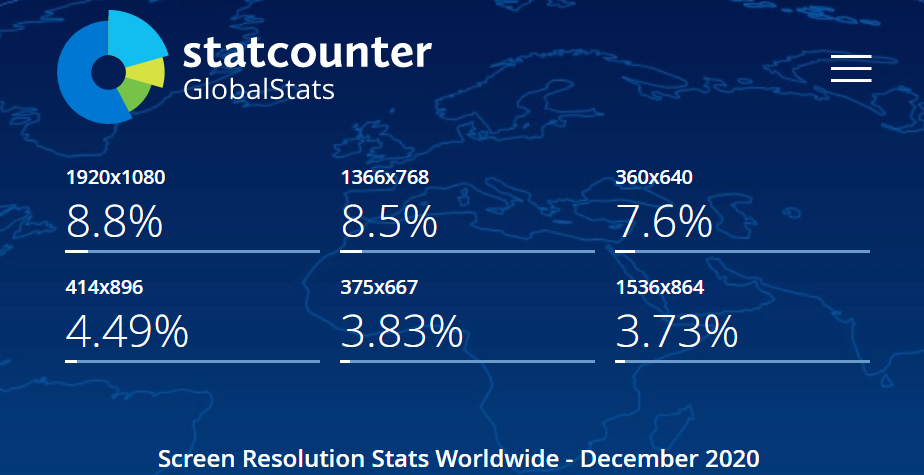 statcounter
GlobalStats
1920x1080 1366x768 360x640
8.8% 8.5% 7.6%
414x896 375x667 1536x864
4.49% 3.83% 3.73%
Screen Resolution Stats Worldwide - December 2020